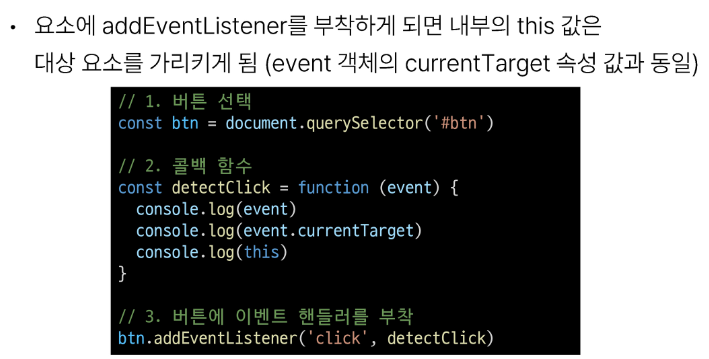 • 요소에 addEventListener를 부착하게 되면 내부의 this 값은
대상 요소를 가리키게 됨 (event 객체의 currentTarget 속성 값과 동일)
// 1. 버튼 선택
const btn = document.querySelector('#btn')

// 2. 콜백 함수
const detectClick = function (event) {
  console.log(event)
  console.log(event.currentTarget)
  console.log(this)
}

// 3. 버튼에 이벤트 핸들러를 부착
btn.addEventListener('click', detectClick)